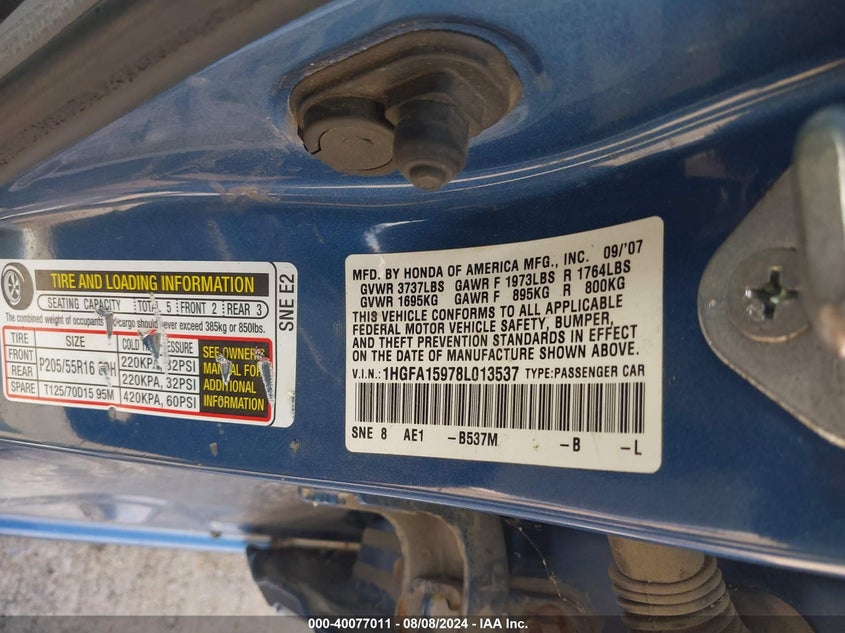 TIRE AND LOADING INFORMATION
SEATING CAPACITY TOTAL 5 FRONT 2 REAR 3
The combined weight of occupants cargo should never exceed 385kg or 850lbs.
TIRE SIZE COLD PRESSURE
FRONT P205/55R16 220KPA, 32PSI
REAR 220KPA, 32PSI
SPARE T125/70D15 95M 420KPA, 60PSI
SEE OWNER'S
MANUAL FOR
ADDITIONAL
INFORMATION
SNE E2
MFD. BY HONDA OF AMERICA MFG., INC. 09/'07
GVWR 3737LBS GAWR F 1973LBS R 1764LBS
GVWR 1695KG GAWR F 895KG R 800KG
THIS VEHICLE CONFORMS TO ALL APPLICABLE
FEDERAL MOTOR VEHICLE SAFETY, BUMPER,
AND THEFT PREVENTION STANDARDS IN EFFECT
ON THE DATE OF MANUFACTURE SHOWN ABOVE.
V.I.N.: 1HGFA15978L013537 TYPE:PASSENGER CAR
SNE 8 AE1 -B537M -B -L
000-40077011 - 08/08/2024 - IAA Inc.